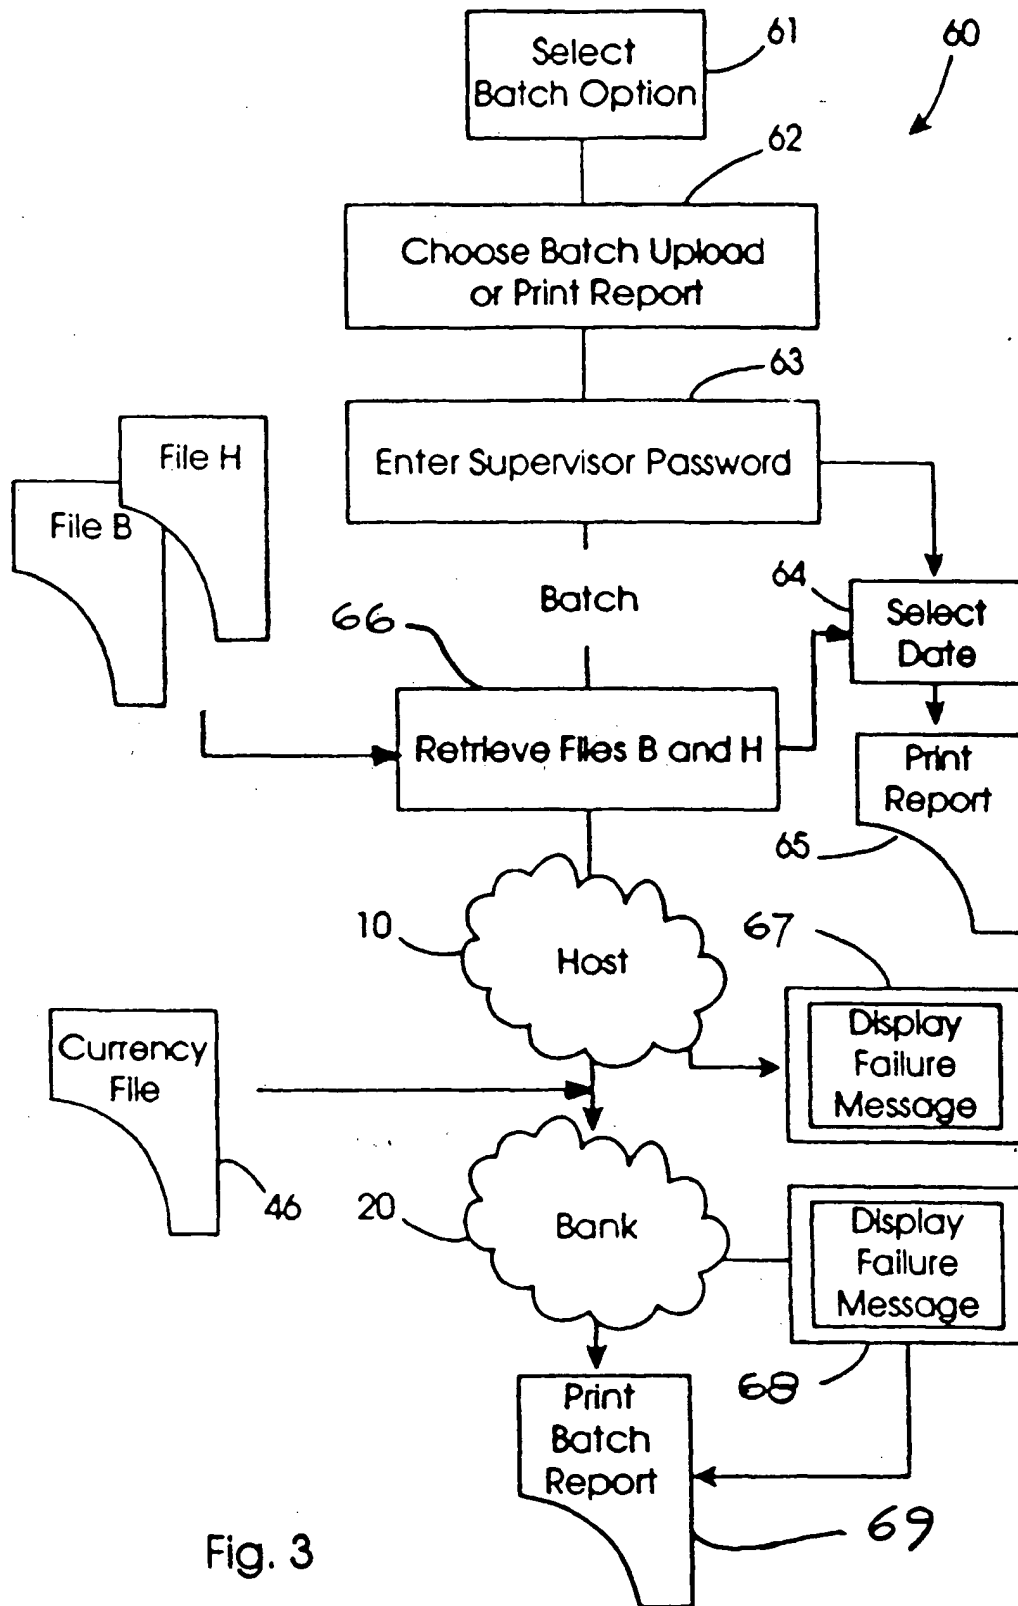 61
60
Select
Batch Option
62
Choose Batch Upload
or Print Report
63
File H
Enter Supervisor Password
File B
64
Batch
Select
Date
66
Retrieve Files B and H
Print
Report
65
10
Host
67
Display
Failure
Message
Currency
File
46
20
Bank
Display
Failure
Message
68
Print
Batch
Report
69
Fig. 3